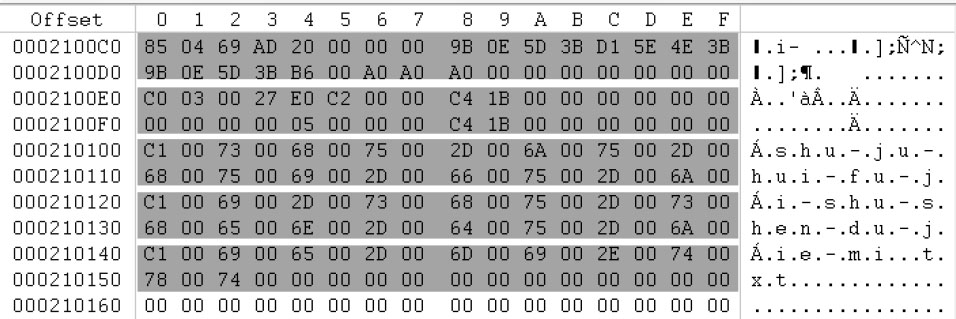 Offset 0 1 2 3 4 5 6 7 8 9 A B C D E F
0002100C0 85 04 69 AD 20 00 00 00 9B 0E 5D 3B D1 5E 4E 3B ▌.i- ...▌.];Ñ^N;
0002100D0 9B 0E 5D 3B B6 00 A0 A0 A0 00 00 00 00 00 00 00 ▌.];¶. .......
0002100E0 C0 03 00 27 E0 C2 00 00 C4 1B 00 00 00 00 00 00 À..'àÂ..Ä.......
0002100F0 00 00 00 00 05 00 00 00 C4 1B 00 00 00 00 00 00 ........Ä.......
000210100 C1 00 73 00 68 00 75 00 2D 00 6A 00 75 00 2D 00 Á.s.h.u.-.j.u.-.
000210110 68 00 75 00 69 00 2D 00 66 00 75 00 2D 00 6A 00 h.u.i.-.f.u.-.j.
000210120 C1 00 69 00 2D 00 73 00 68 00 75 00 2D 00 73 00 Á.i.-.s.h.u.-.s.
000210130 68 00 65 00 6E 00 2D 00 64 00 75 00 2D 00 6A 00 h.e.n.-.d.u.-.j.
000210140 C1 00 69 00 65 00 2D 00 6D 00 69 00 2E 00 74 00 Á.i.e.-.m.i...t.
000210150 78 00 74 00 00 00 00 00 00 00 00 00 00 00 00 00 x.t.............
000210160 00 00 00 00 00 00 00 00 00 00 00 00 00 00 00 00 ................